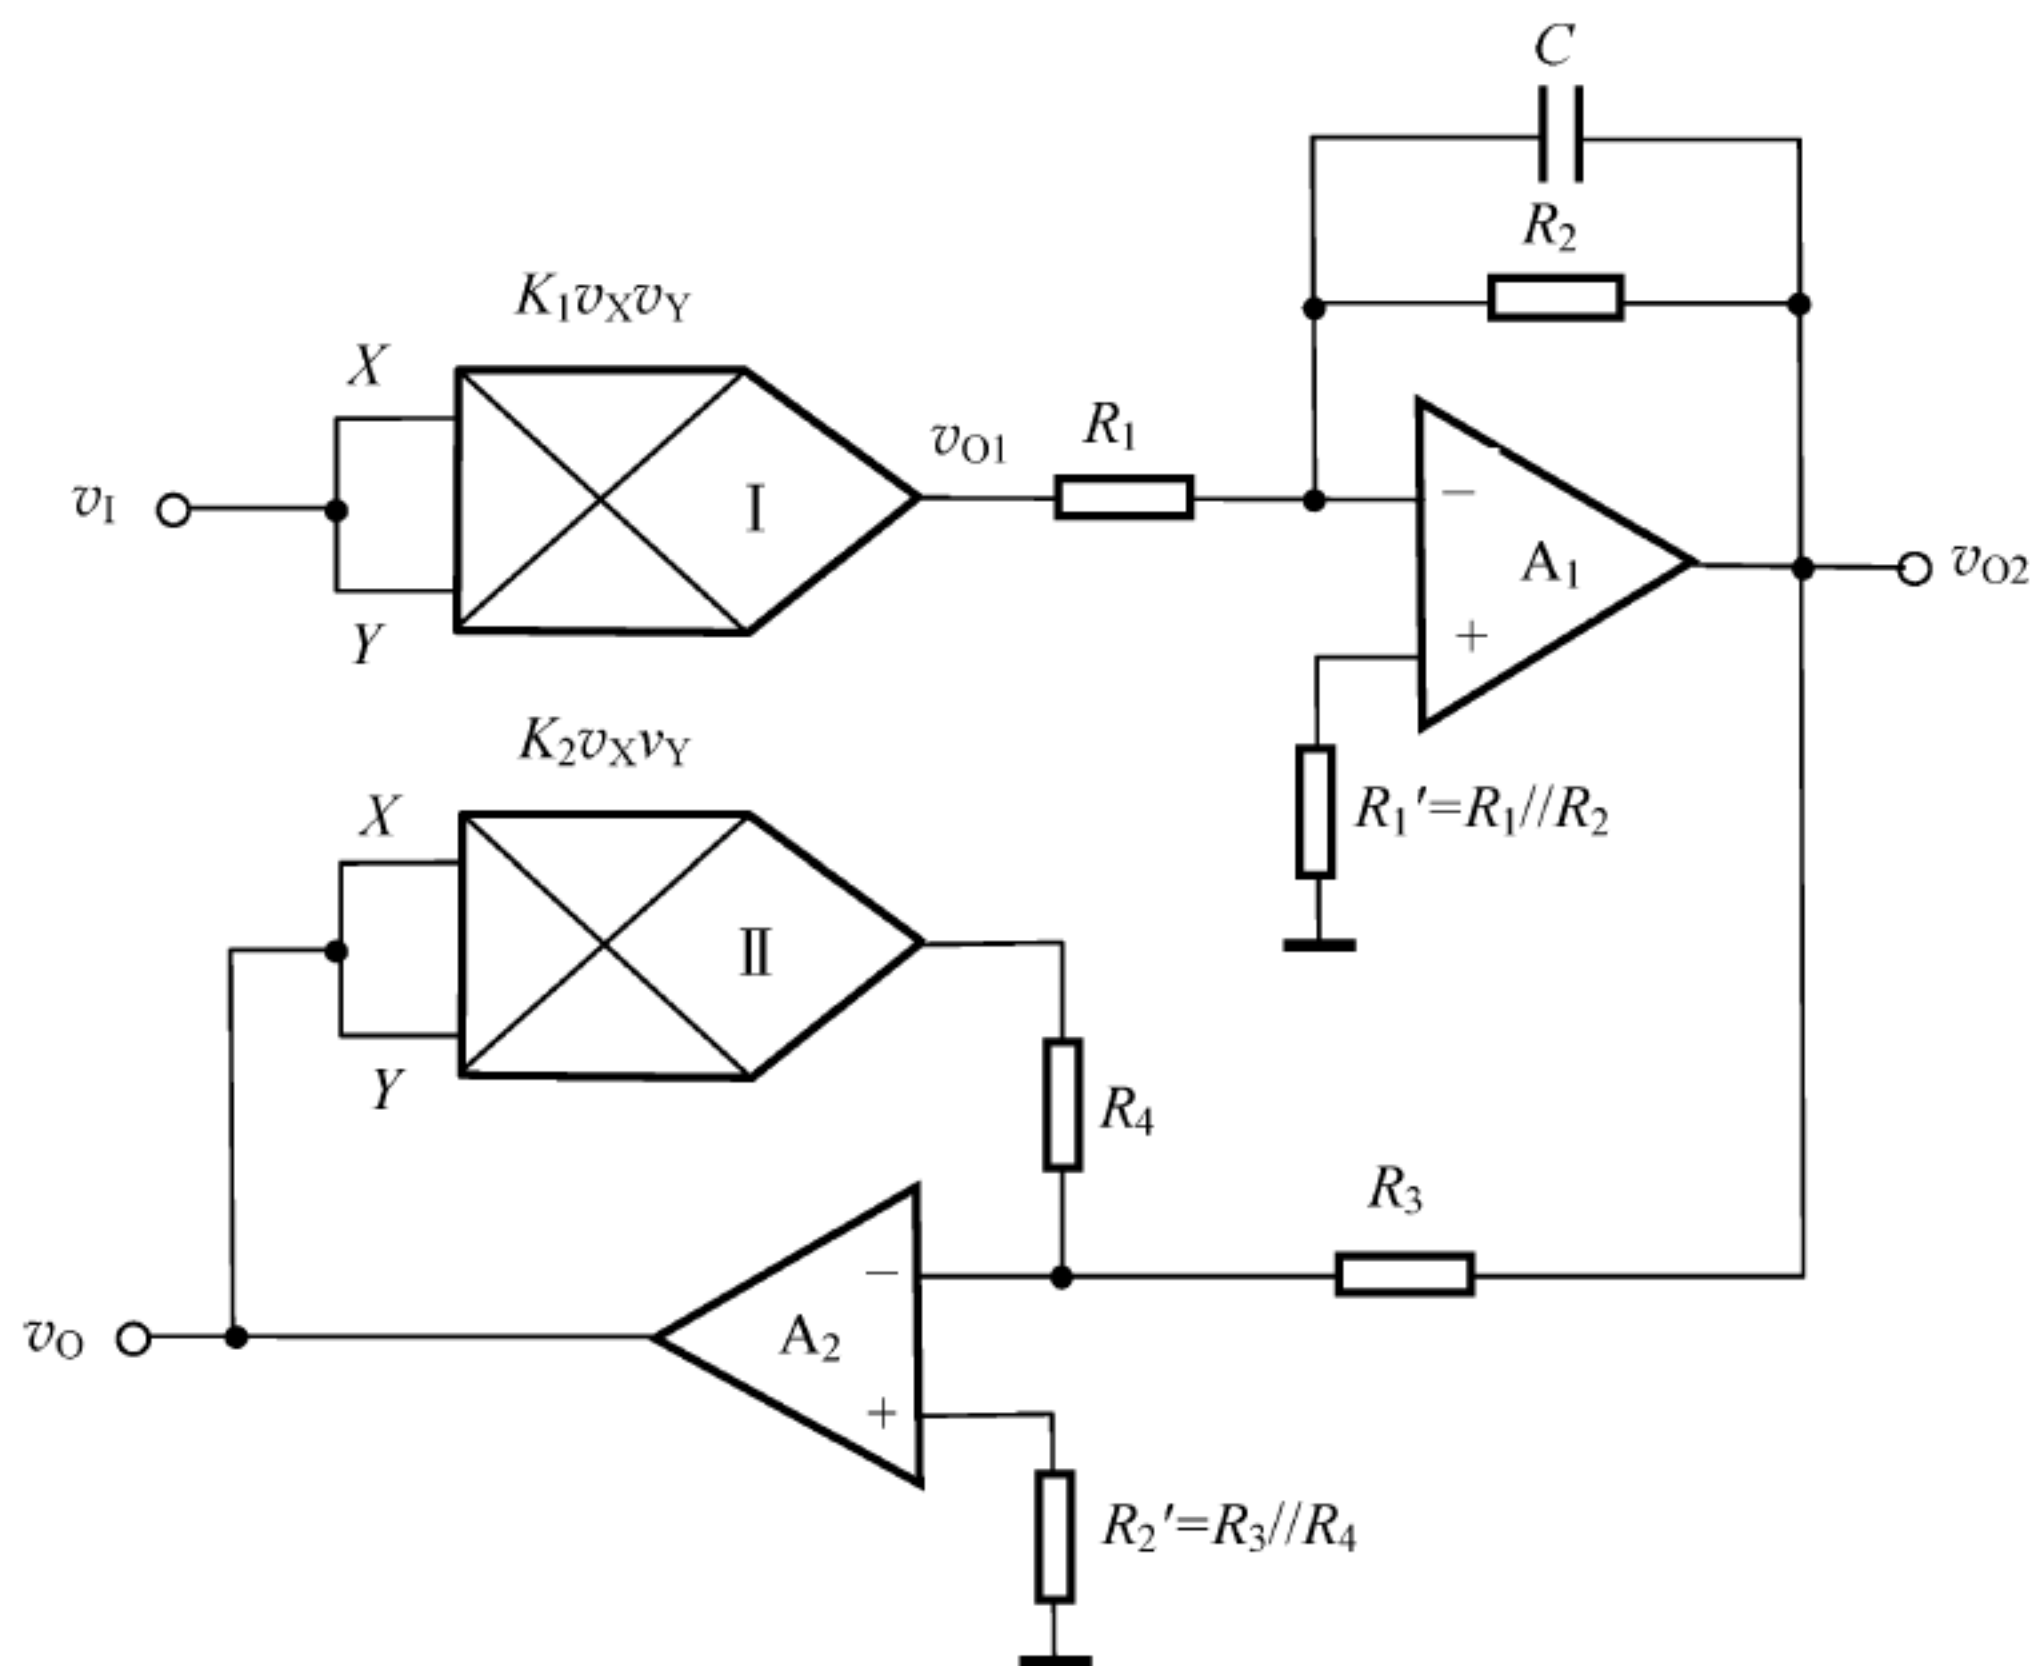 C
R₂
K₁vXvY
X
vO1
R₁
vI
I
−
A₁
vO2
+
Y
K₂vXvY
X
R₁′=R₁//R₂
II
Y
R₄
R₃
−
vO
A₂
+
R₂′=R₃//R₄